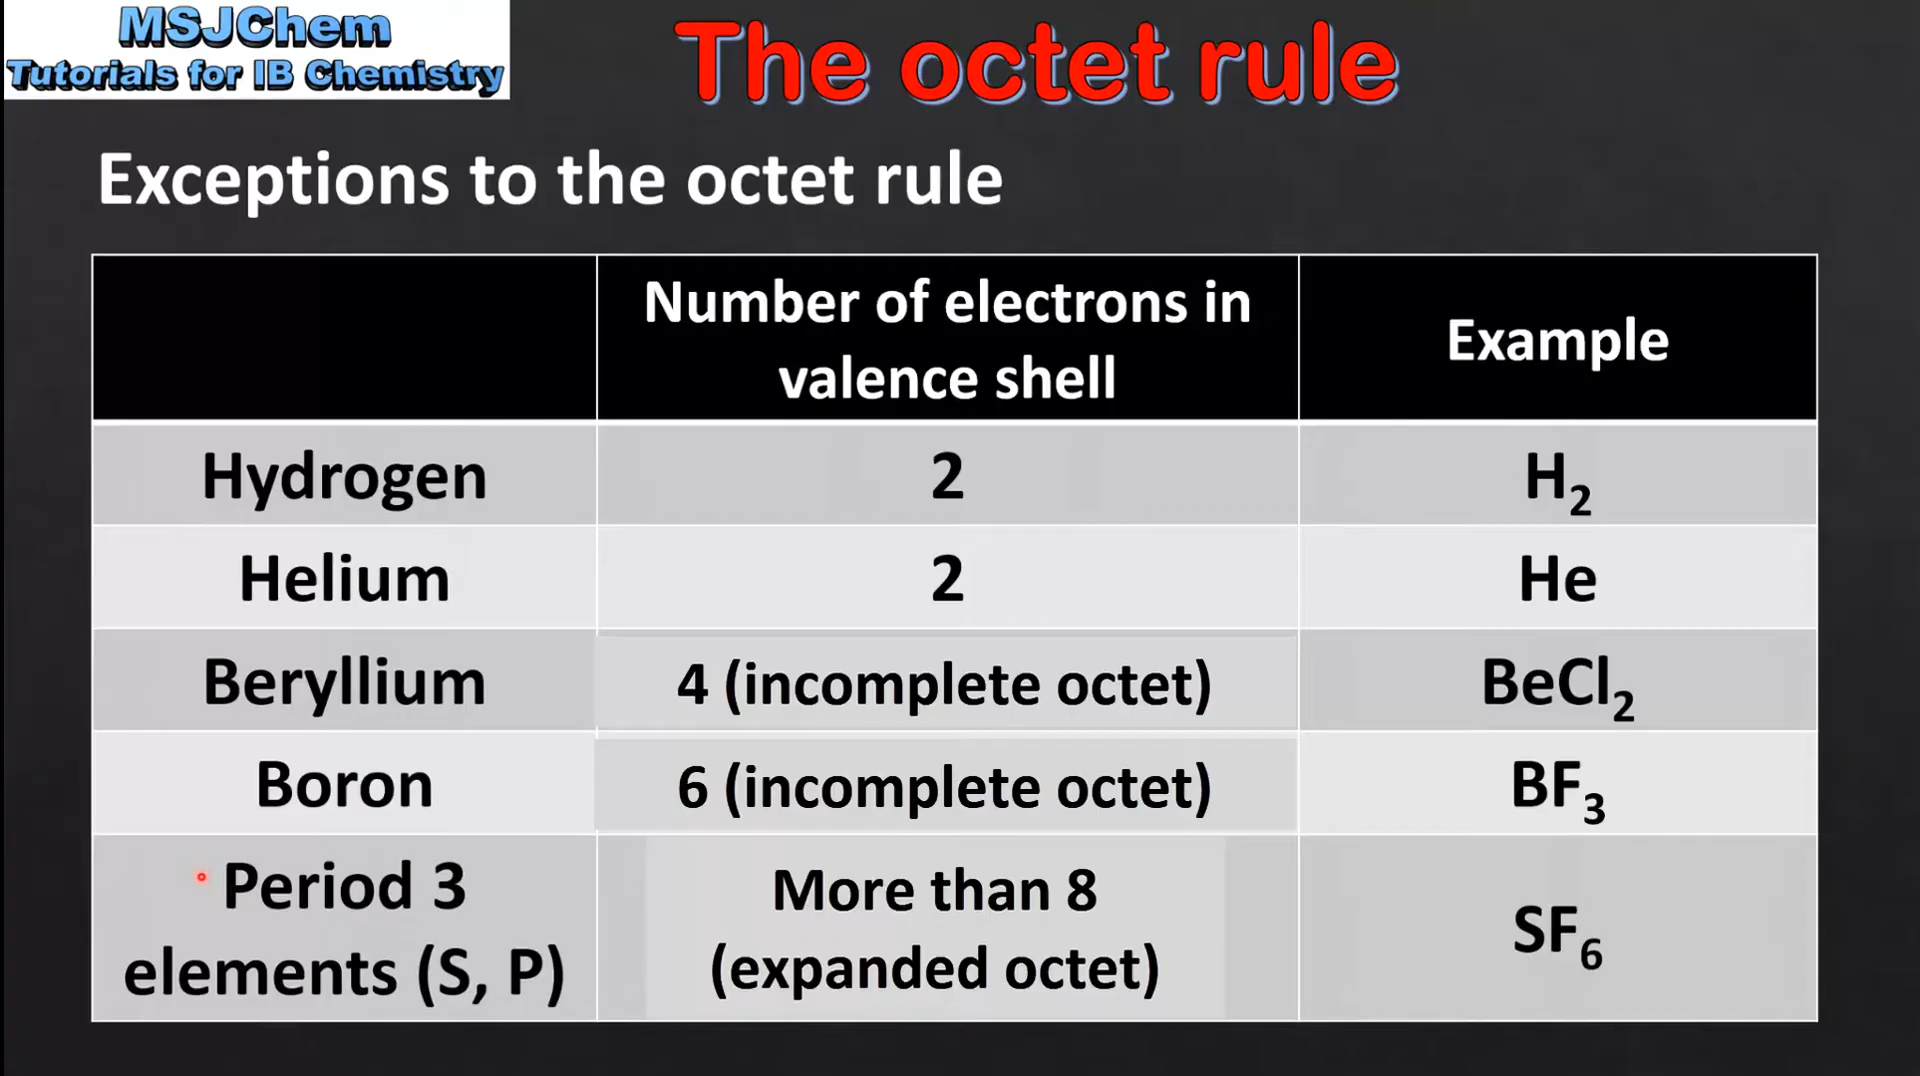 MSJChem
Tutorials for IB Chemistry
The octet rule
Exceptions to the octet rule
Number of electrons in
valence shell
Example
Hydrogen
2
H₂
Helium
2
He
Beryllium
4 (incomplete octet)
BeCl₂
Boron
6 (incomplete octet)
BF₃
Period 3
elements (S, P)
More than 8
(expanded octet)
SF₆